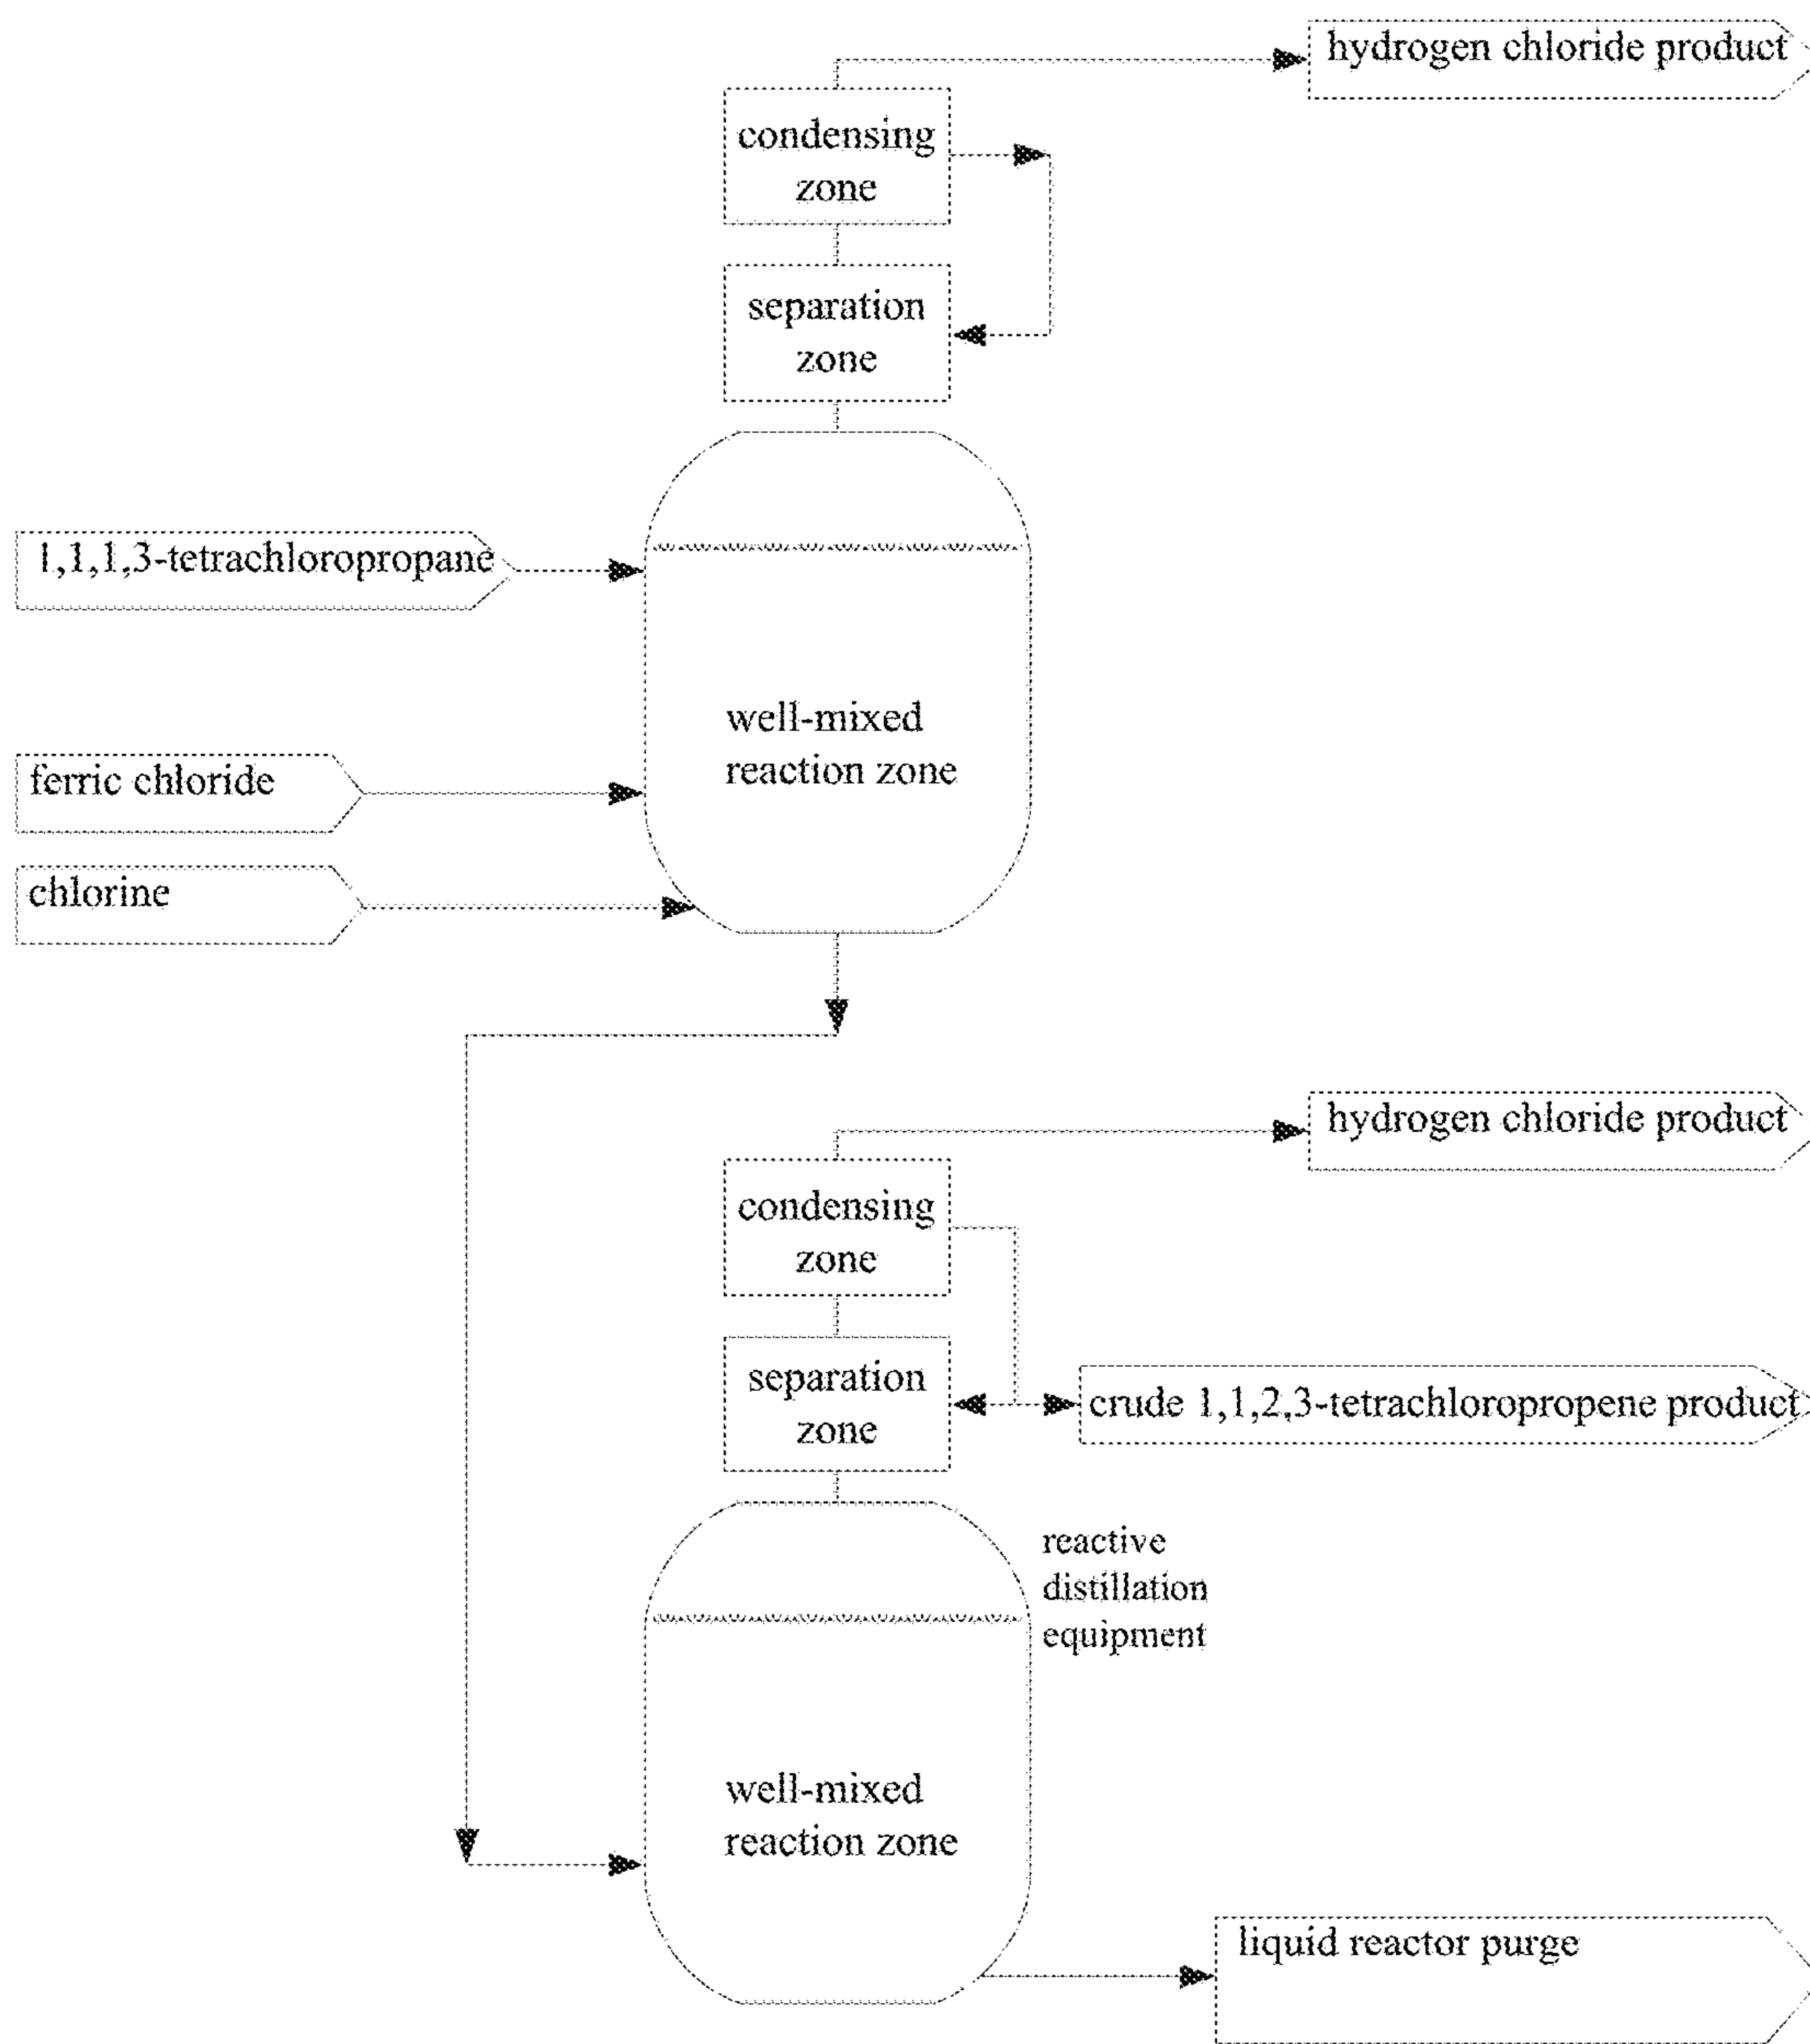 hydrogen chloride product
condensing
zone
separation
zone
1,1,1,3-tetrachloropropane
well-mixed
reaction zone
ferric chloride
chlorine
hydrogen chloride product
condensing
zone
separation
zone
crude 1,1,2,3-tetrachloropropene product
reactive
distillation
equipment
well-mixed
reaction zone
liquid reactor purge